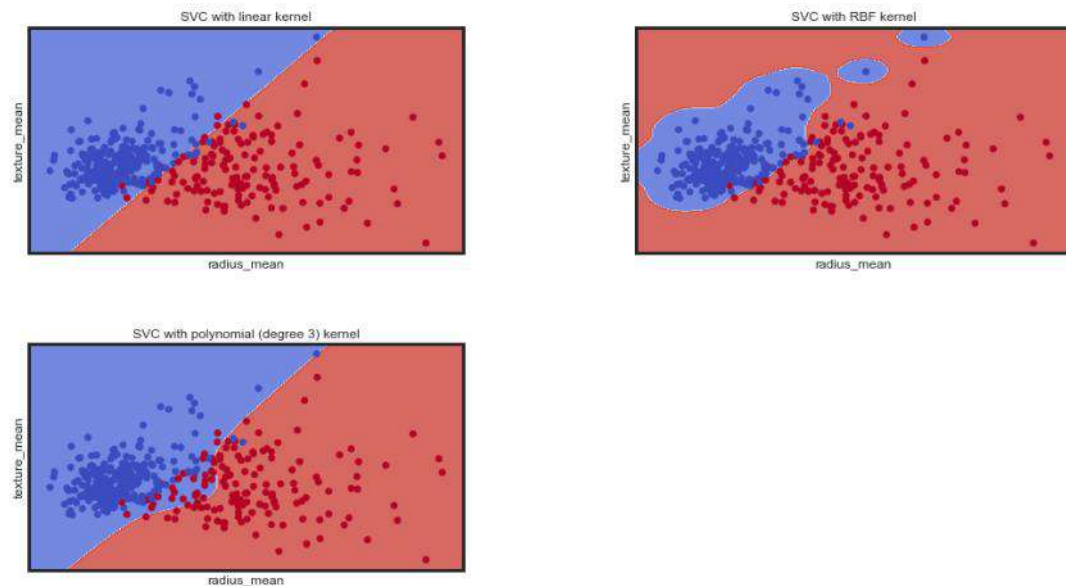 SVC with linear kernel
texture_mean
radius_mean
SVC with RBF kernel
texture_mean
radius_mean
SVC with polynomial (degree 3) kernel
texture_mean
radius_mean